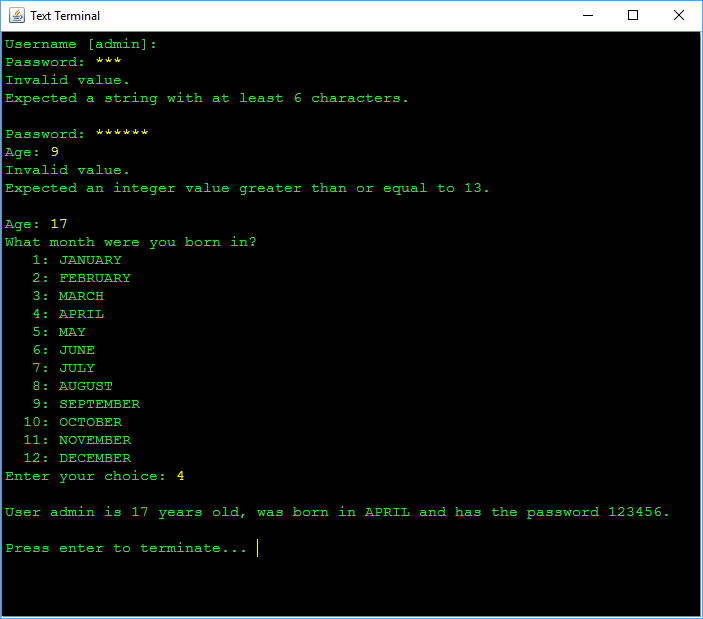 Text Terminal
Username [admin]:
Password: ***
Invalid value.
Expected a string with at least 6 characters.
Password: ******
Age: 9
Invalid value.
Expected an integer value greater than or equal to 13.
Age: 17
What month were you born in?
1: JANUARY
2: FEBRUARY
3: MARCH
4: APRIL
5: MAY
6: JUNE
7: JULY
8: AUGUST
9: SEPTEMBER
10: OCTOBER
11: NOVEMBER
12: DECEMBER
Enter your choice: 4
User admin is 17 years old, was born in APRIL and has the password 123456.
Press enter to terminate...